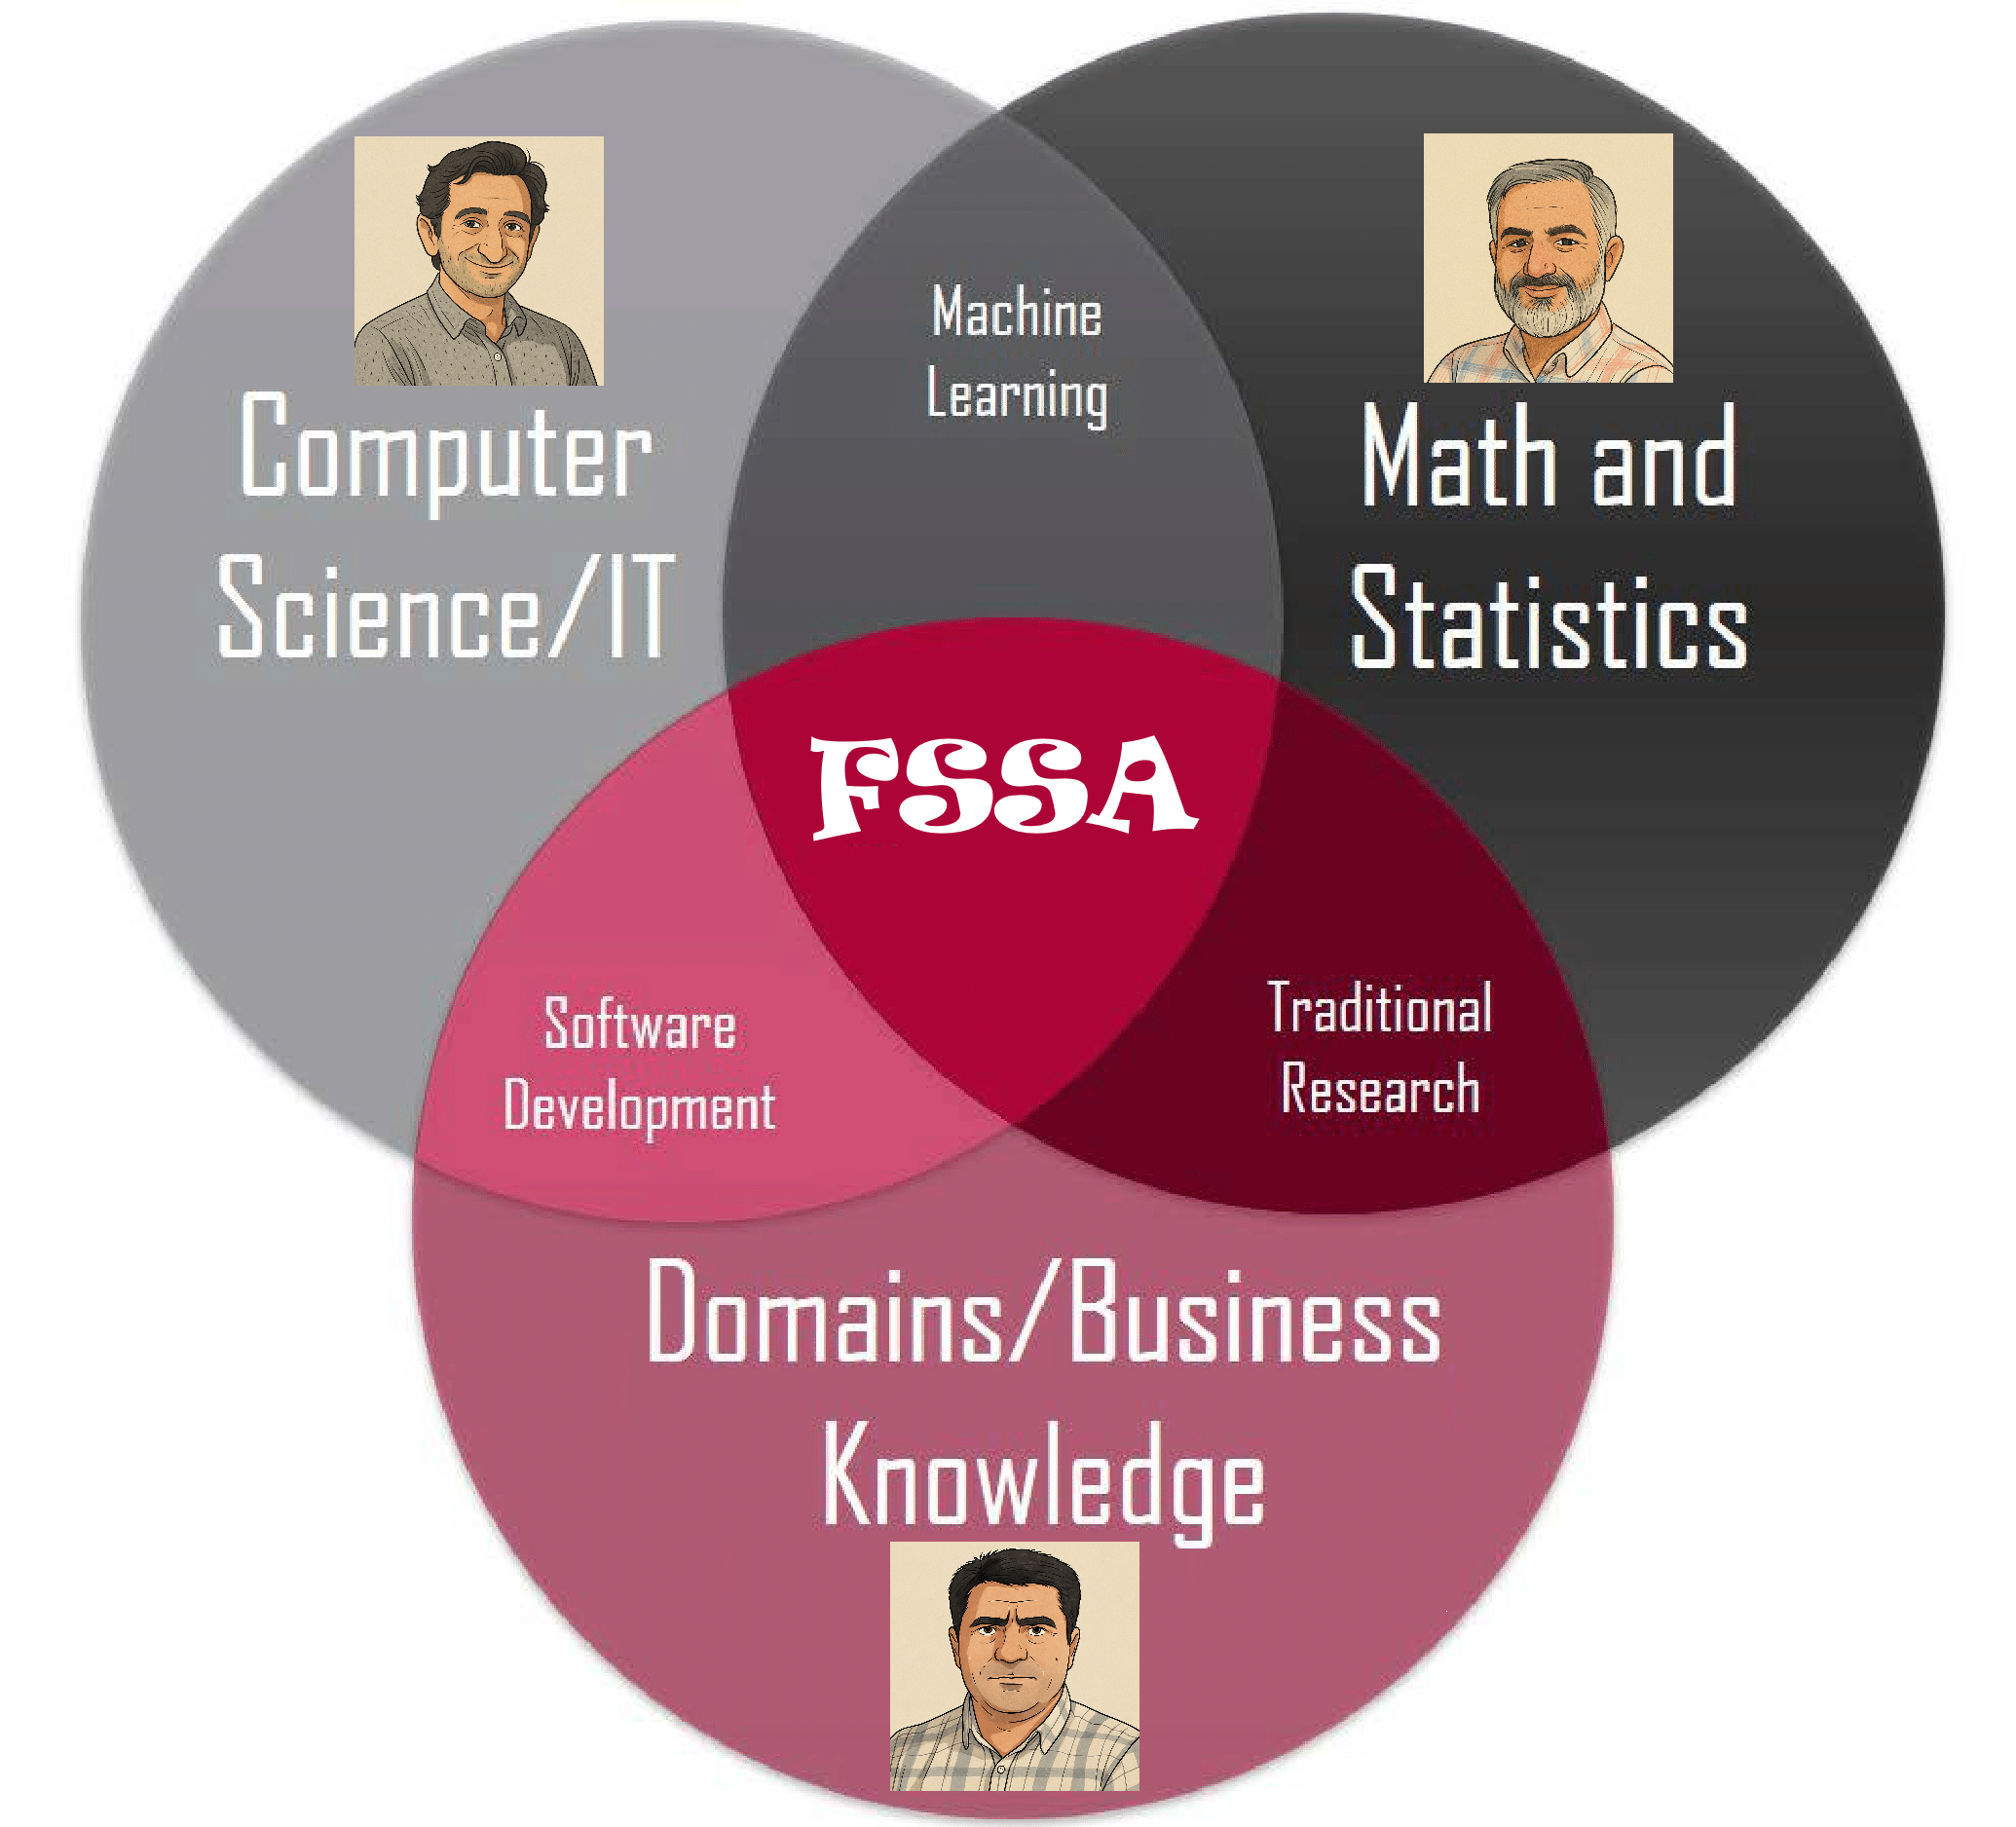 Machine
Learning
Computer
Science/IT
Math and
Statistics
FSSA
Software
Development
Traditional
Research
Domains/Business
Knowledge